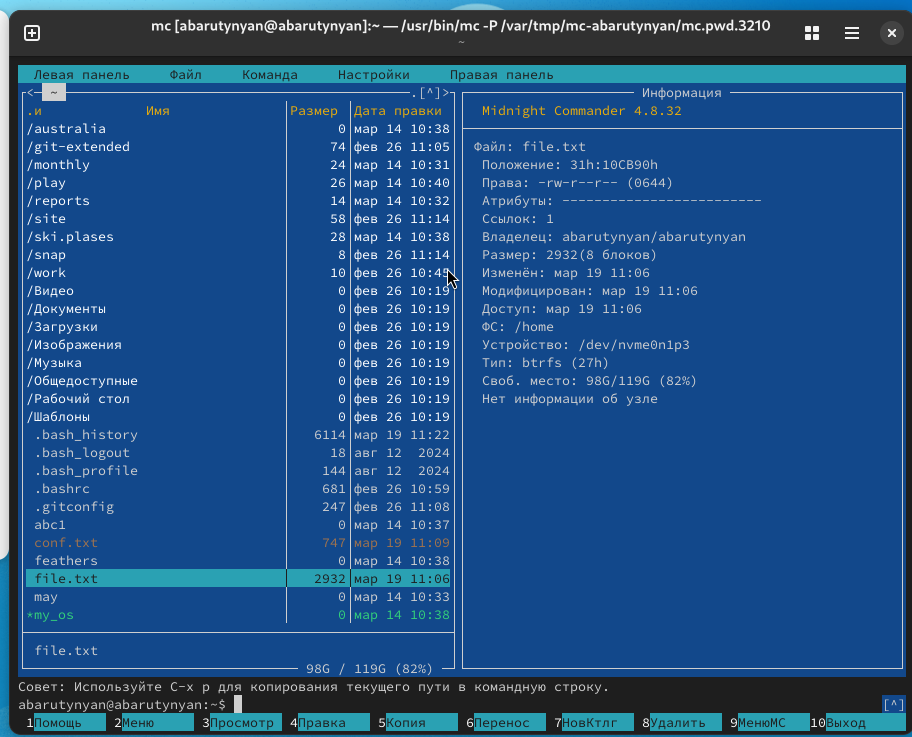 mc [abarutynyan@abarutynyan]:~ — /usr/bin/mc -P /var/tmp/mc-abarutynyan/mc.pwd.3210
~
Левая панель Файл Команда Настройки Правая панель
<─ ~ .[^]>
.и Имя Размер Дата правки
/australia 0 мар 14 10:38
/git-extended 74 фев 26 11:05
/monthly 24 мар 14 10:31
/play 26 мар 14 10:40
/reports 14 мар 14 10:32
/site 58 фев 26 11:14
/ski.plases 28 мар 14 10:38
/snap 8 фев 26 11:14
/work 10 фев 26 10:45
/Видео 0 фев 26 10:19
/Документы 0 фев 26 10:19
/Загрузки 0 фев 26 10:19
/Изображения 0 фев 26 10:19
/Музыка 0 фев 26 10:19
/Общедоступные 0 фев 26 10:19
/Рабочий стол 0 фев 26 10:19
/Шаблоны 0 фев 26 10:19
.bash_history 6114 мар 19 11:22
.bash_logout 18 авг 12 2024
.bash_profile 144 авг 12 2024
.bashrc 681 фев 26 10:59
.gitconfig 247 фев 26 11:08
abc1 0 мар 14 10:37
conf.txt 747 мар 19 11:09
feathers 0 мар 14 10:38
file.txt 2932 мар 19 11:06
may 0 мар 14 10:33
*my_os 0 мар 14 10:38
file.txt
98G / 119G (82%)
Информация
Midnight Commander 4.8.32
Файл: file.txt
Положение: 31h:10CB90h
Права: -rw-r--r-- (0644)
Атрибуты: -------------------------
Ссылок: 1
Владелец: abarutynyan/abarutynyan
Размер: 2932(8 блоков)
Изменён: мар 19 11:06
Модифицирован: мар 19 11:06
Доступ: мар 19 11:06
ФС: /home
Устройство: /dev/nvme0n1p3
Тип: btrfs (27h)
Своб. место: 98G/119G (82%)
Нет информации об узле
Совет: Используйте C-x p для копирования текущего пути в командную строку.
abarutynyan@abarutynyan:~$ [^]
1Помощь 2Меню 3Просмотр 4Правка 5Копия 6Перенос 7НовКтлг 8Удалить 9МенюMC 10Выход